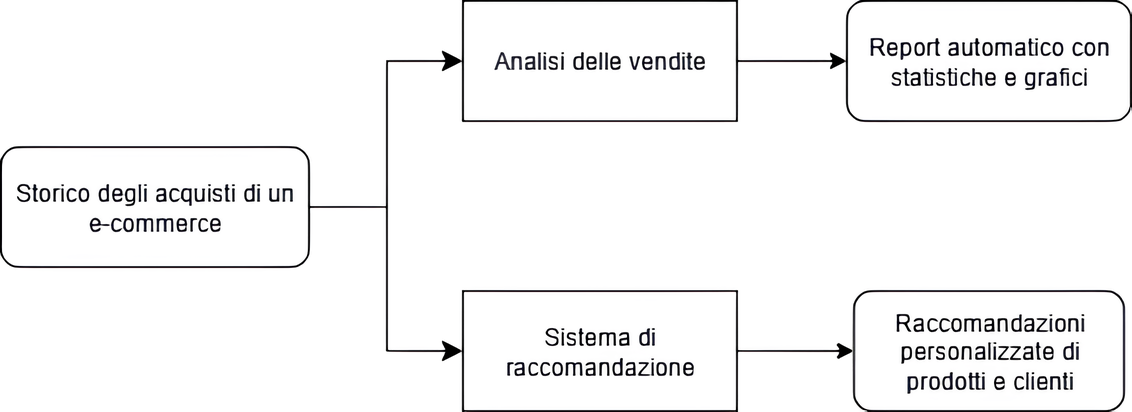 Analisi delle vendite
Report automatico con
statistiche e grafici
Storico degli acquisti di un
e-commerce
Sistema di
raccomandazione
Raccomandazioni
personalizzate di
prodotti e clienti